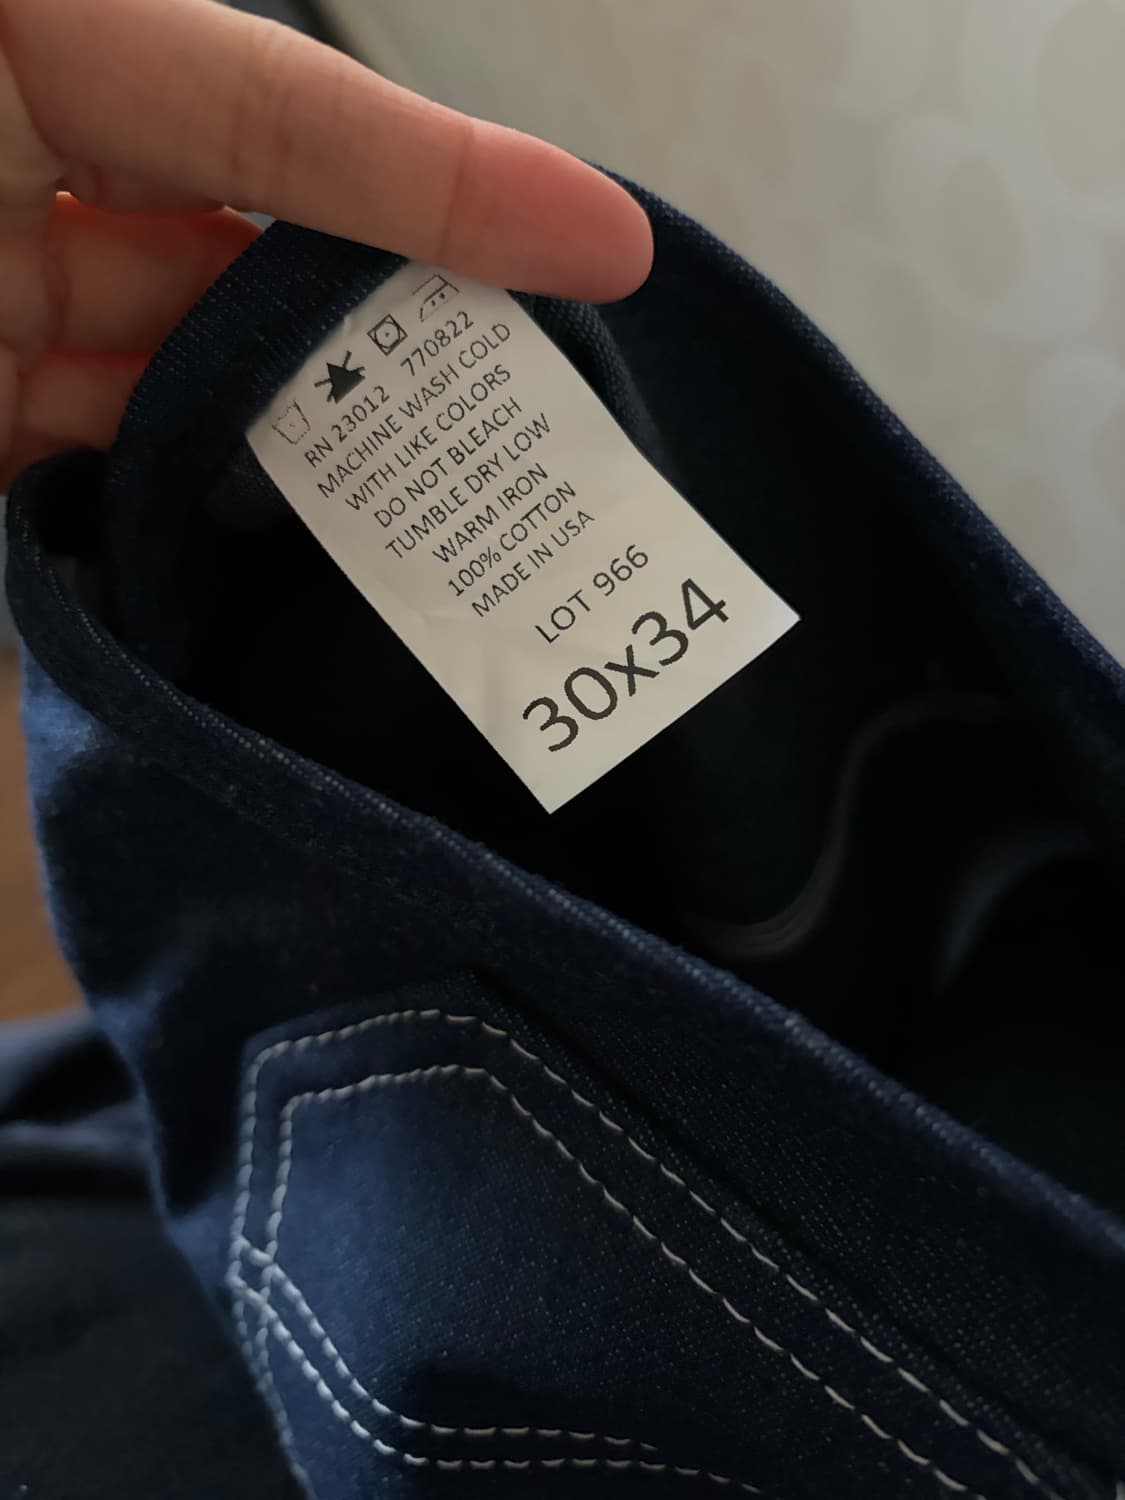 RN 23012 770822
MACHINE WASH COLD
WITH LIKE COLORS
DO NOT BLEACH
TUMBLE DRY LOW
WARM IRON
100% COTTON
MADE IN USA
LOT 966
30x34